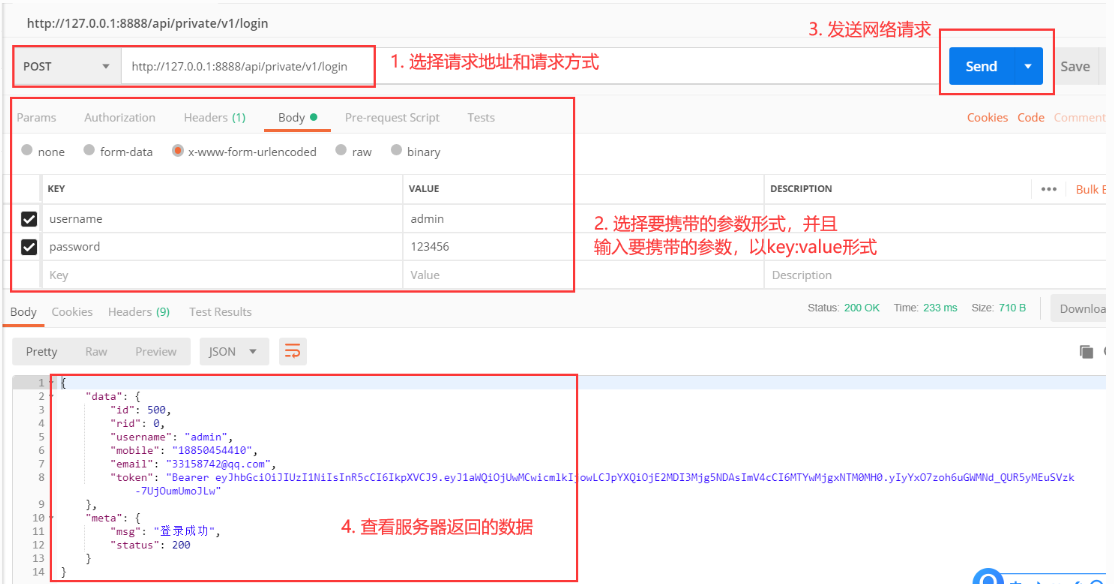 http://127.0.0.1:8888/api/private/v1/login
3. 发送网络请求
POST http://127.0.0.1:8888/api/private/v1/login 1. 选择请求地址和请求方式 Send Save
Params Authorization Headers (1) Body Pre-request Script Tests Cookies Code Comment
none form-data x-www-form-urlencoded raw binary
KEY VALUE DESCRIPTION ••• Bulk E
username admin
2. 选择要携带的参数形式，并且
password 123456
输入要携带的参数，以key:value形式
Key Value Description
Body Cookies Headers (9) Test Results Status: 200 OK Time: 233 ms Size: 710 B Downloa
Pretty Raw Preview JSON
1 {
2 "data": {
3 "id": 500,
4 "rid": 0,
5 "username": "admin",
6 "mobile": "18850454410",
7 "email": "33158742@qq.com",
8 "token": "Bearer eyJhbGciOiJIUzI1NiIsInR5cCI6IkpXVCJ9.eyJ1aWQiOjUwMCwicmlkIjowLCJpYXQiOjE2MDI3Mjg5NDAsImV4cCI6MTYwMjgxNTM0MH0.yIyYxO7zoh6uGWMNd_QUR5yMEuSVzk
-7UjOumUmoJLw"
9 },
10 "meta": {
11 "msg": "登录成功",
12 "status": 200
13 }
14 }
4. 查看服务器返回的数据